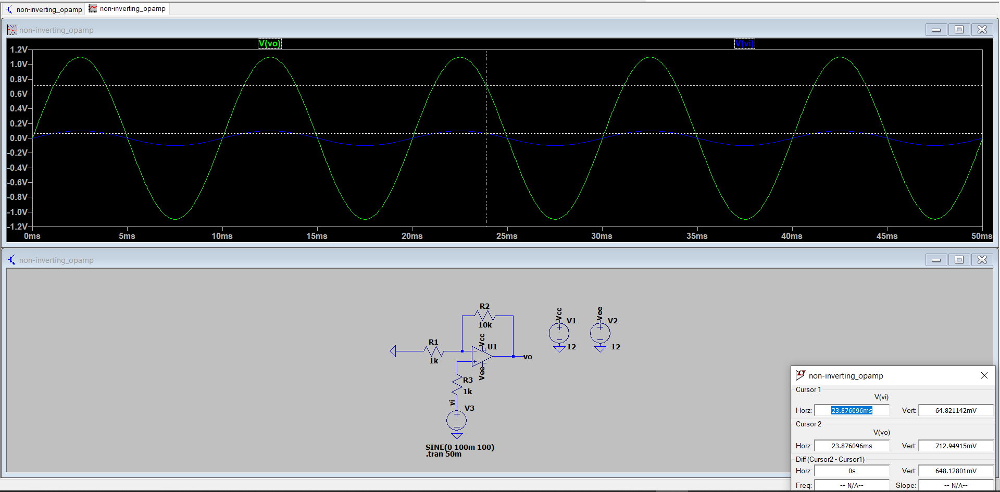 non-inverting_opamp non-inverting_opamp
non-inverting_opamp
V(vo) V(vi)
1.2V
1.0V
0.8V
0.6V
0.4V
0.2V
0.0V
-0.2V
-0.4V
-0.6V
-0.8V
-1.0V
-1.2V
0ms 5ms 10ms 15ms 20ms 25ms 30ms 35ms 40ms 45ms 50ms
non-inverting_opamp
R2
10k
Vcc
V1
12
Vee
V2
-12
R1
1k
Vcc
U1
vo
Vee
R3
1k
vi
V3
SINE(0 100m 100)
.tran 50m
non-inverting_opamp
Cursor 1
V(vi)
Horz: 23.876096ms Vert: 64.821142mV
Cursor 2
V(vo)
Horz: 23.876096ms Vert: 712.94915mV
Diff (Cursor2 - Cursor1)
Horz: 0s Vert: 648.12801mV
Freq: -- N/A-- Slope: -- N/A--